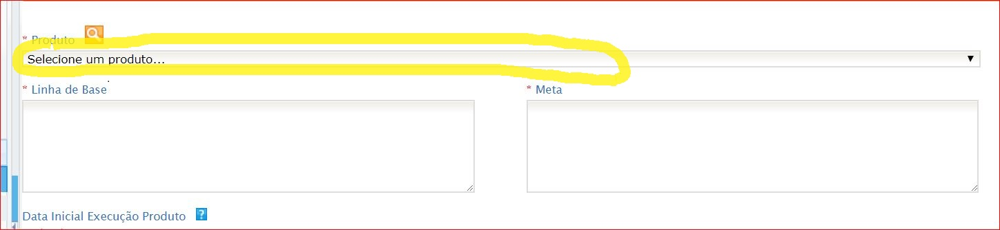 * Produto
Selecione um produto...
* Linha de Base
* Meta
Data Inicial Execução Produto ?